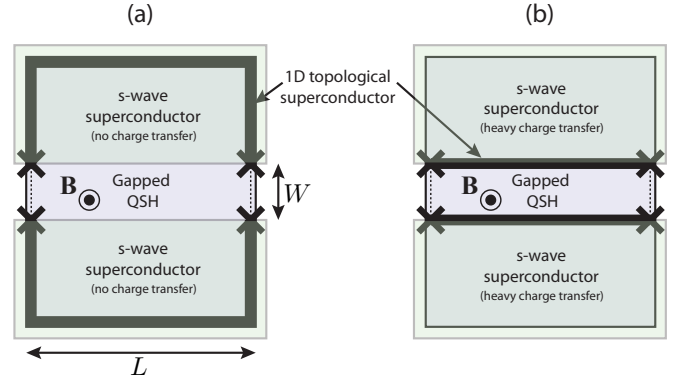 (a)
s-wave
superconductor
(no charge transfer)
B
Gapped
QSH
W
s-wave
superconductor
(no charge transfer)
L
1D topological
superconductor
(b)
s-wave
superconductor
(heavy charge transfer)
B
Gapped
QSH
s-wave
superconductor
(heavy charge transfer)